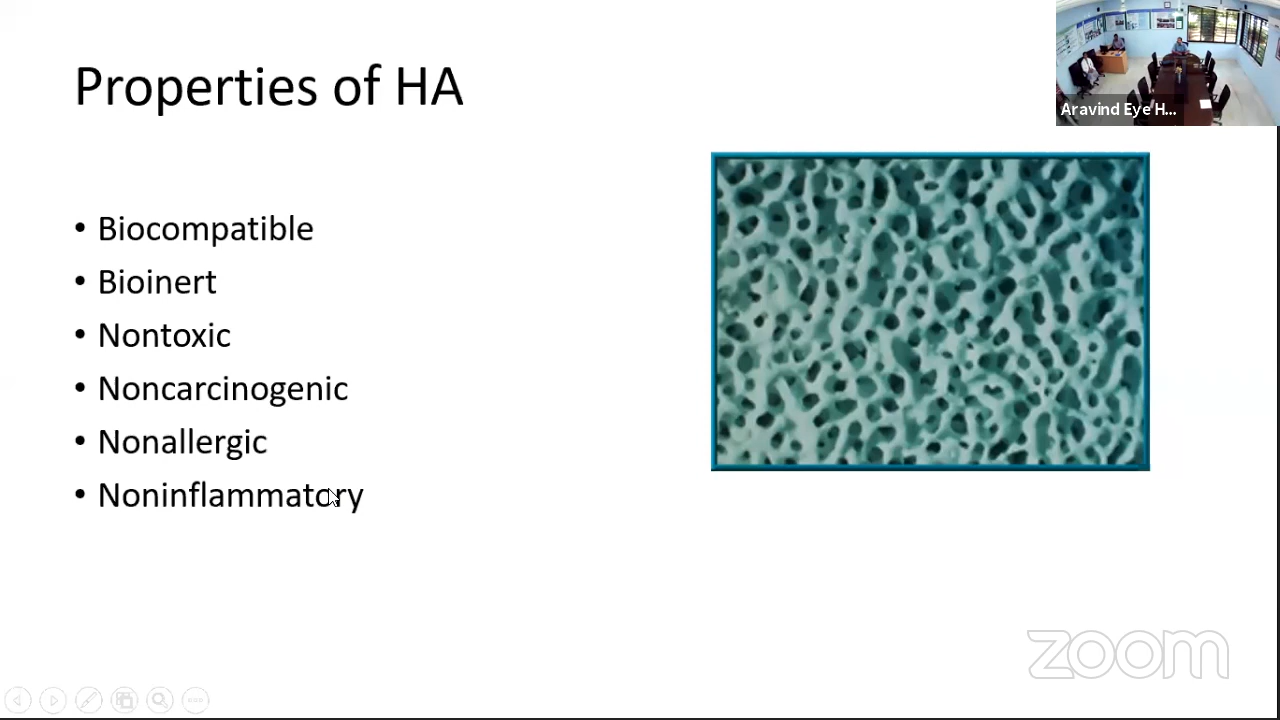 Properties of HA
Aravind Eye H...
• Biocompatible
• Bioinert
• Nontoxic
• Noncarcinogenic
• Nonallergic
• Noninflammatory
zoom